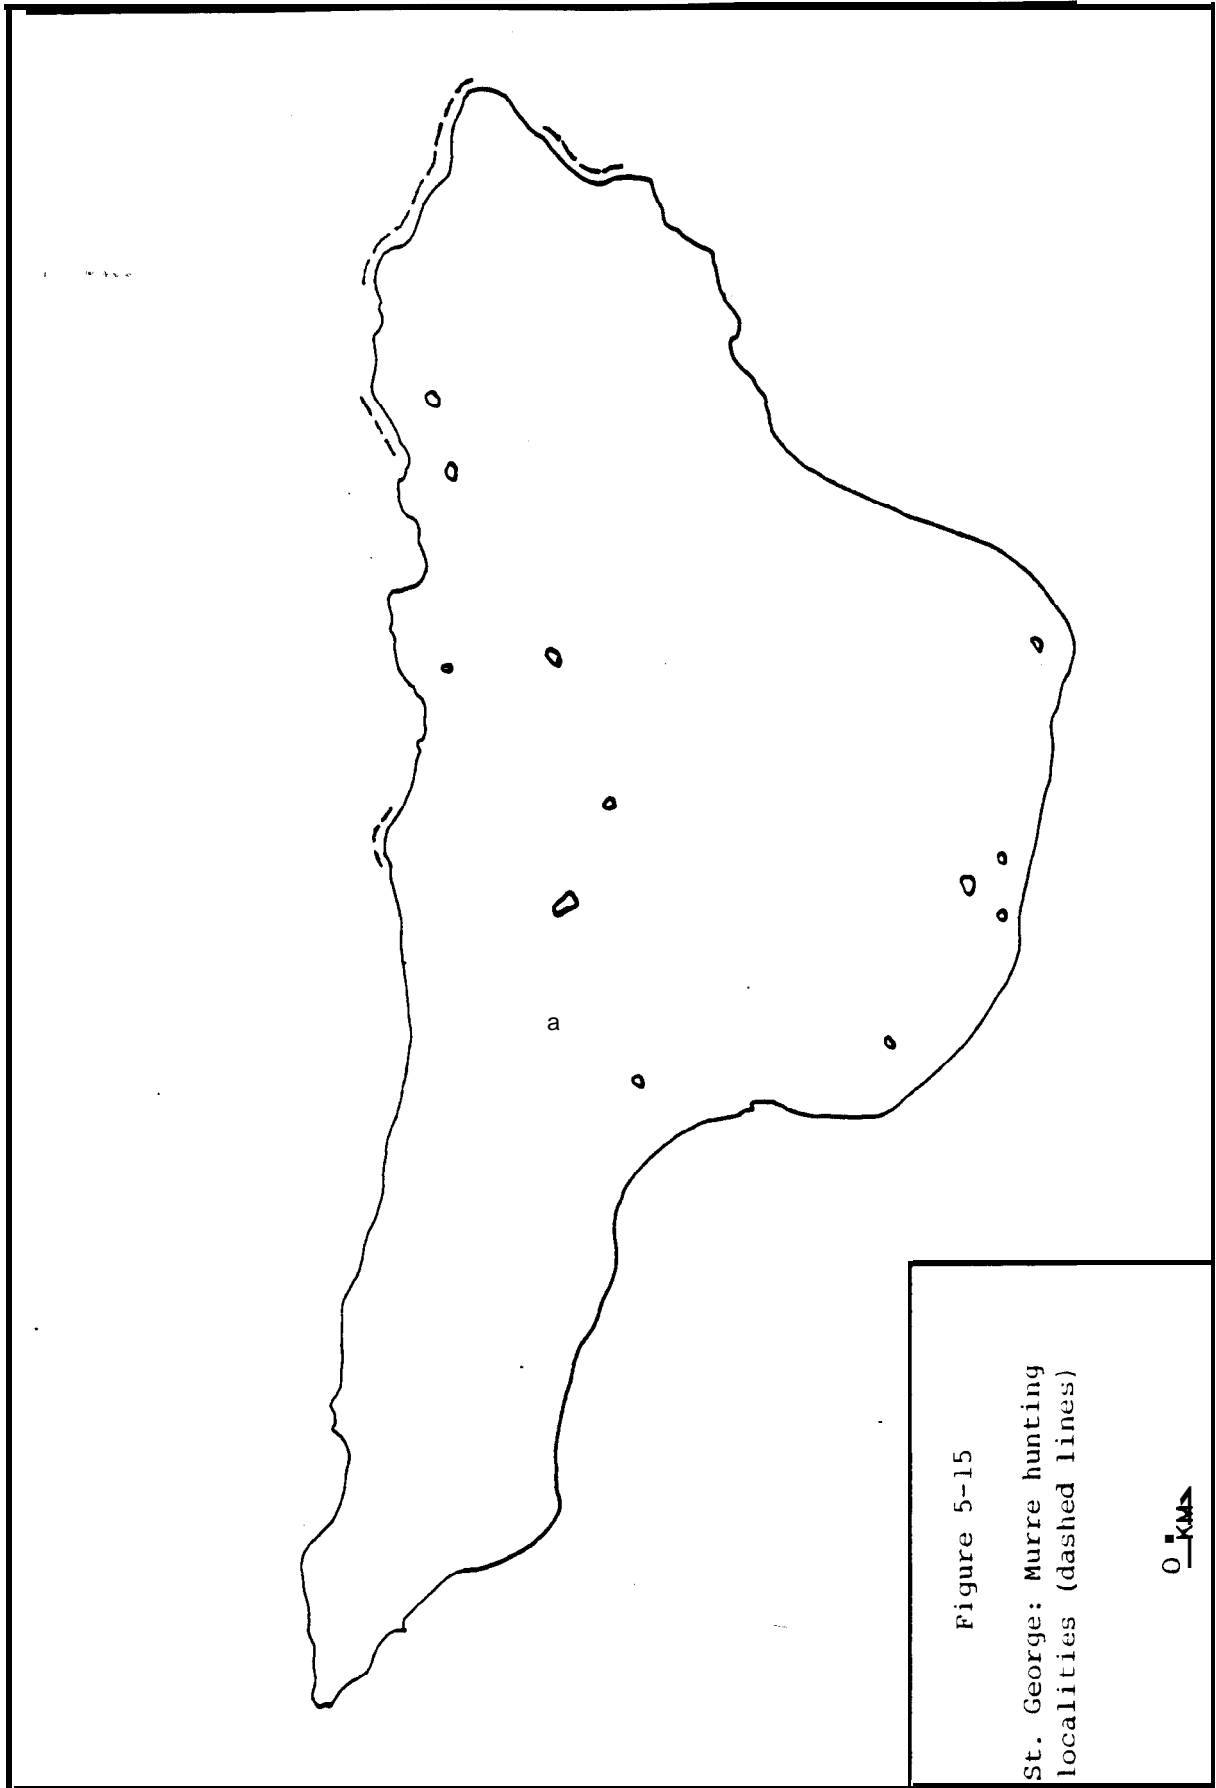 a
Figure 5-15
St. George: Murre hunting
localities (dashed lines)
0
KM